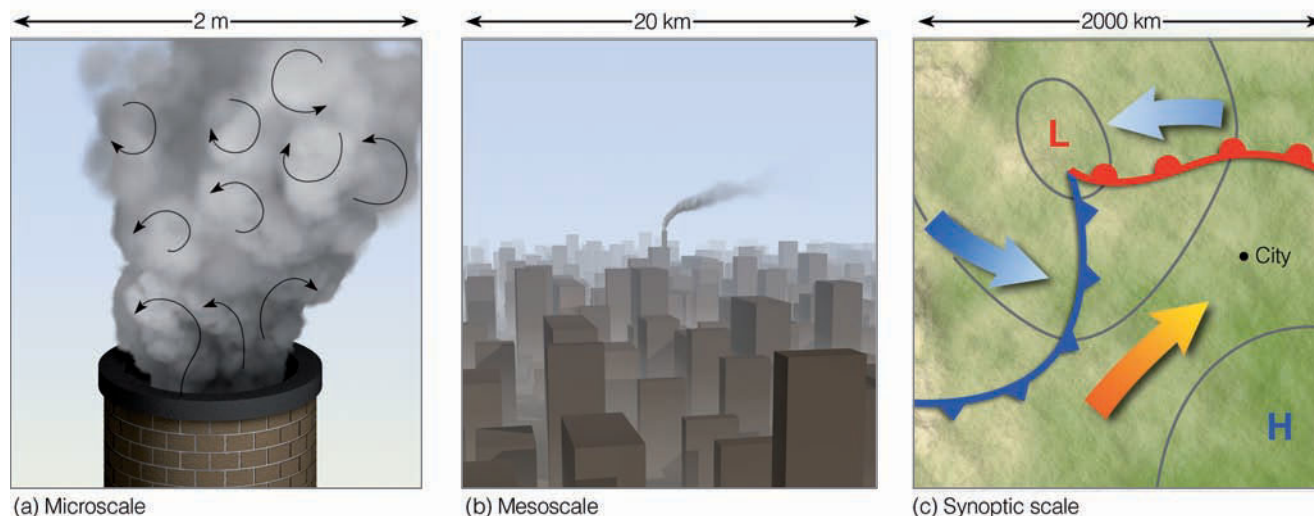 2 m
20 km
2000 km
L
City
H
(a) Microscale
(b) Mesoscale
(c) Synoptic scale